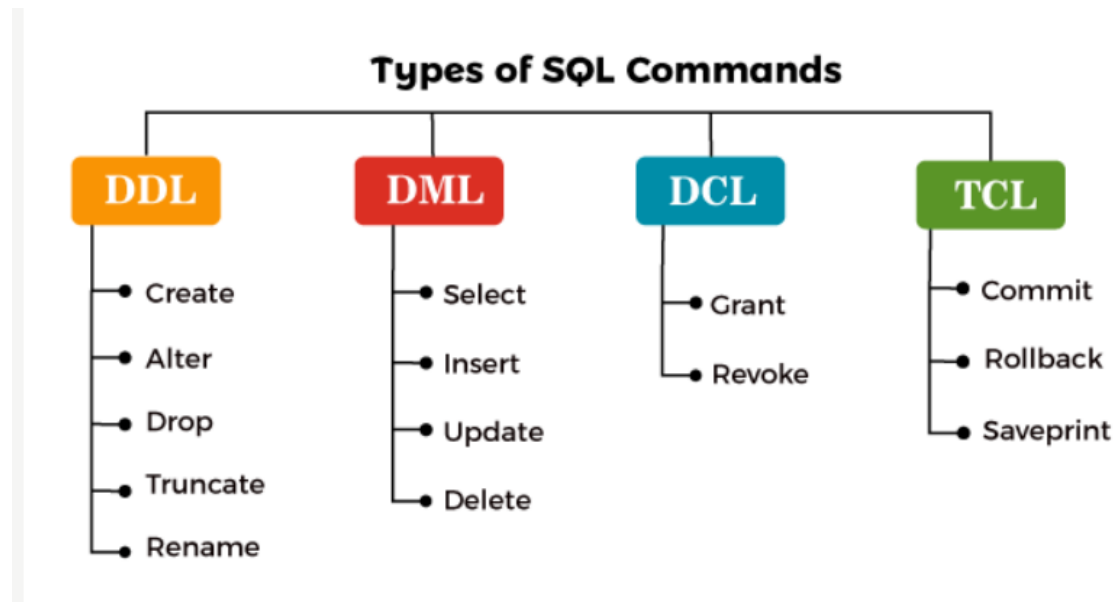 Types of SQL Commands
DDL
DML
DCL
TCL
Create
Alter
Drop
Truncate
Rename
Select
Insert
Update
Delete
Grant
Revoke
Commit
Rollback
Saveprint